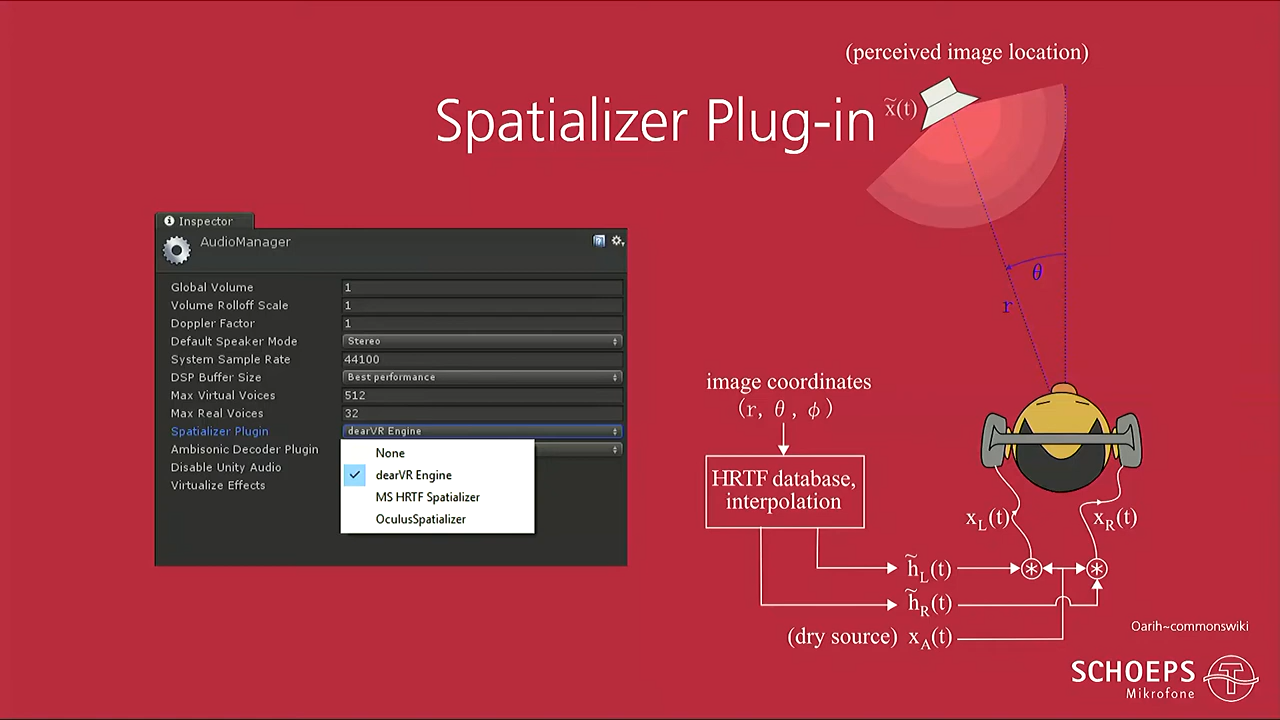 (perceived image location)
Spatializer Plug-in
x̃(t)
Inspector
AudioManager
Global Volume 1
Volume Rolloff Scale 1
Doppler Factor 1
Default Speaker Mode Stereo
System Sample Rate 44100
DSP Buffer Size Best performance
Max Virtual Voices 512
Max Real Voices 32
Spatializer Plugin dearVR Engine
Ambisonic Decoder Plugin
Disable Unity Audio
Virtualize Effects
None
dearVR Engine
MS HRTF Spatializer
OculusSpatializer
θ
r
image coordinates
(r, θ, ϕ)
HRTF database,
interpolation
x_L(t) x_R(t)
h̃_L(t)
h̃_R(t)
(dry source) x_A(t)
Oarih~commonswiki
SCHOEPS
Mikrofone